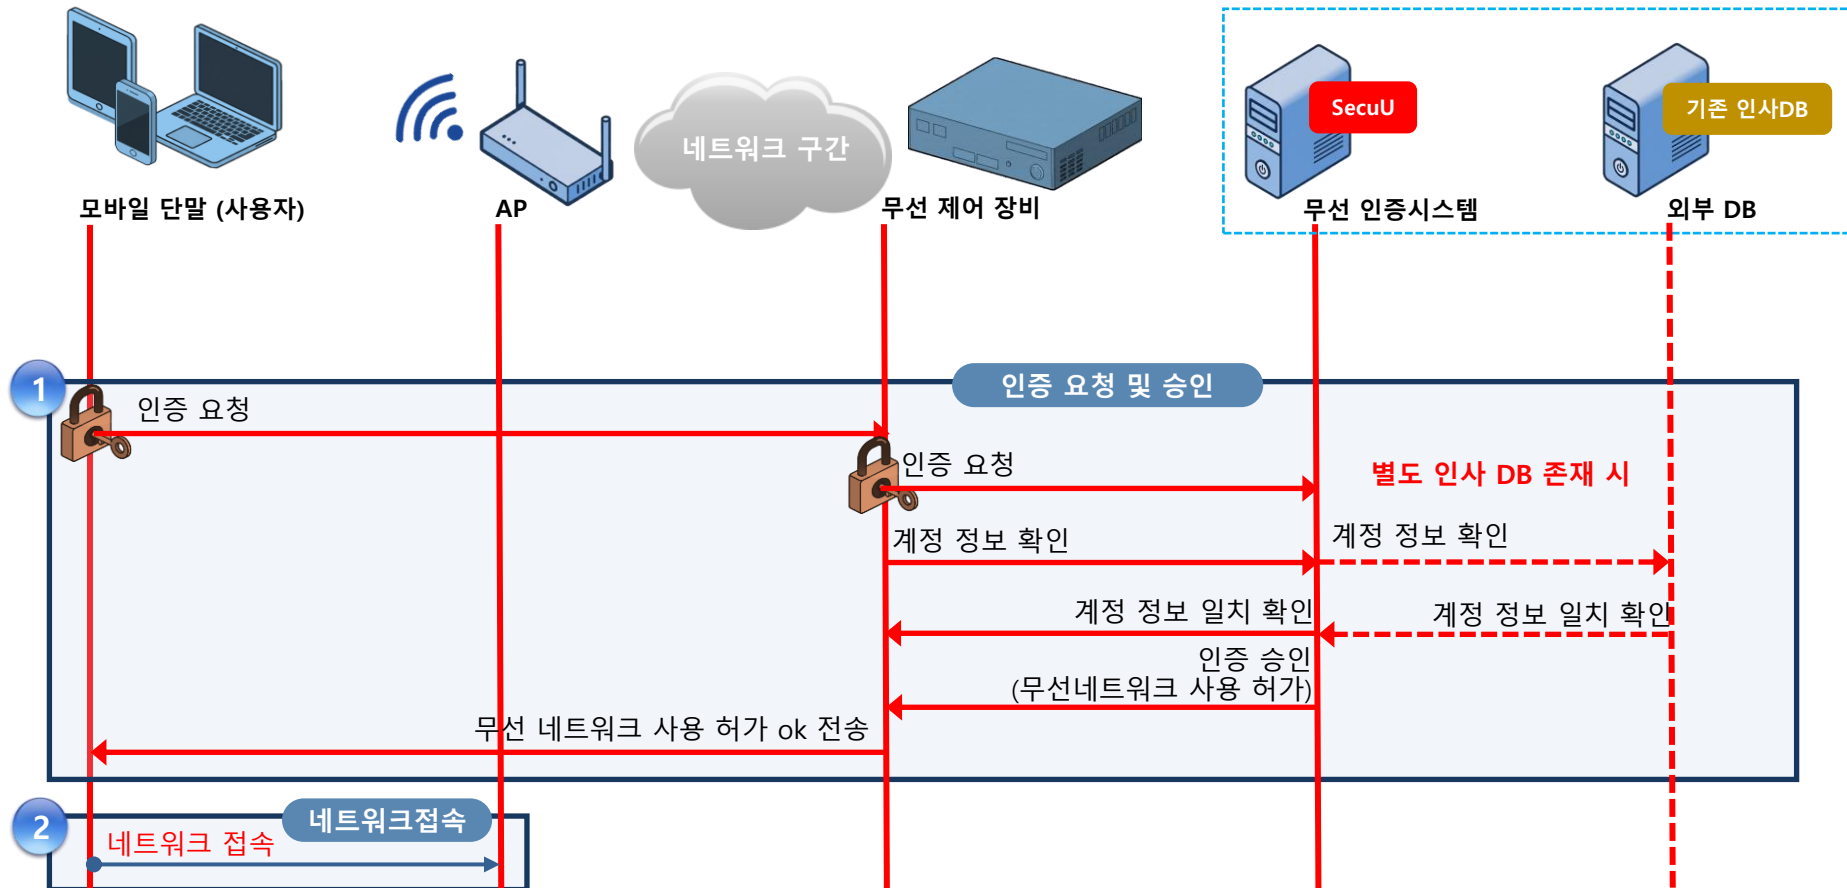 SecuU
기존 인사DB
네트워크 구간
모바일 단말 (사용자)
AP
무선 제어 장비
무선 인증시스템
외부 DB
1
인증 요청 및 승인
인증 요청
인증 요청
별도 인사 DB 존재 시
계정 정보 확인
계정 정보 확인
계정 정보 일치 확인
계정 정보 일치 확인
인증 승인
(무선네트워크 사용 허가)
무선 네트워크 사용 허가 ok 전송
2
네트워크접속
네트워크 접속